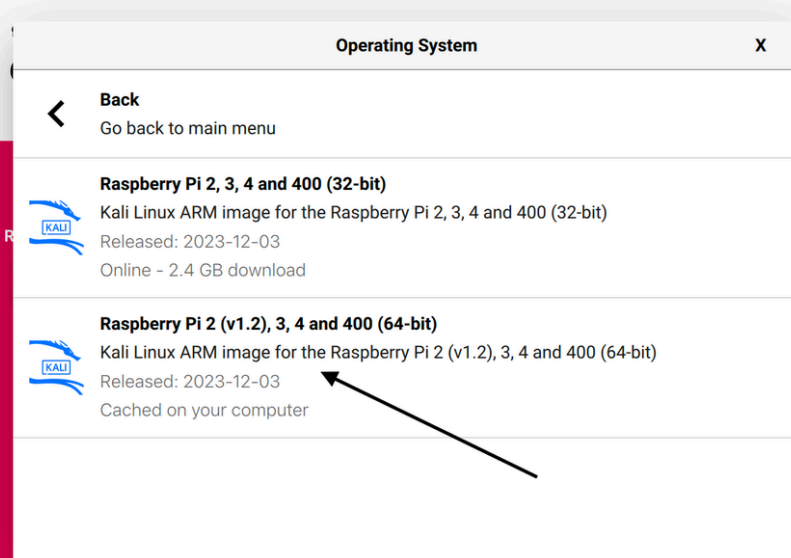 Operating System X
Back
Go back to main menu
Raspberry Pi 2, 3, 4 and 400 (32-bit)
KALI
Kali Linux ARM image for the Raspberry Pi 2, 3, 4 and 400 (32-bit)
Released: 2023-12-03
Online - 2.4 GB download
Raspberry Pi 2 (v1.2), 3, 4 and 400 (64-bit)
KALI
Kali Linux ARM image for the Raspberry Pi 2 (v1.2), 3, 4 and 400 (64-bit)
Released: 2023-12-03
Cached on your computer
R